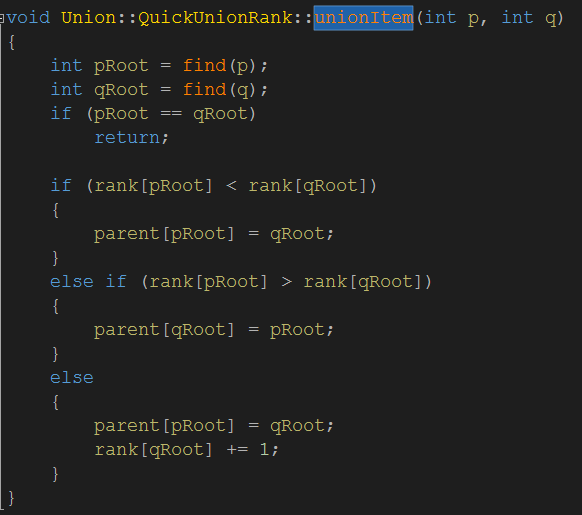 void Union::QuickUnionRank::unionItem(int p, int q)
{
    int pRoot = find(p);
    int qRoot = find(q);
    if (pRoot == qRoot)
        return;

    if (rank[pRoot] < rank[qRoot])
    {
        parent[pRoot] = qRoot;
    }
    else if (rank[pRoot] > rank[qRoot])
    {
        parent[qRoot] = pRoot;
    }
    else
    {
        parent[pRoot] = qRoot;
        rank[qRoot] += 1;
    }
}